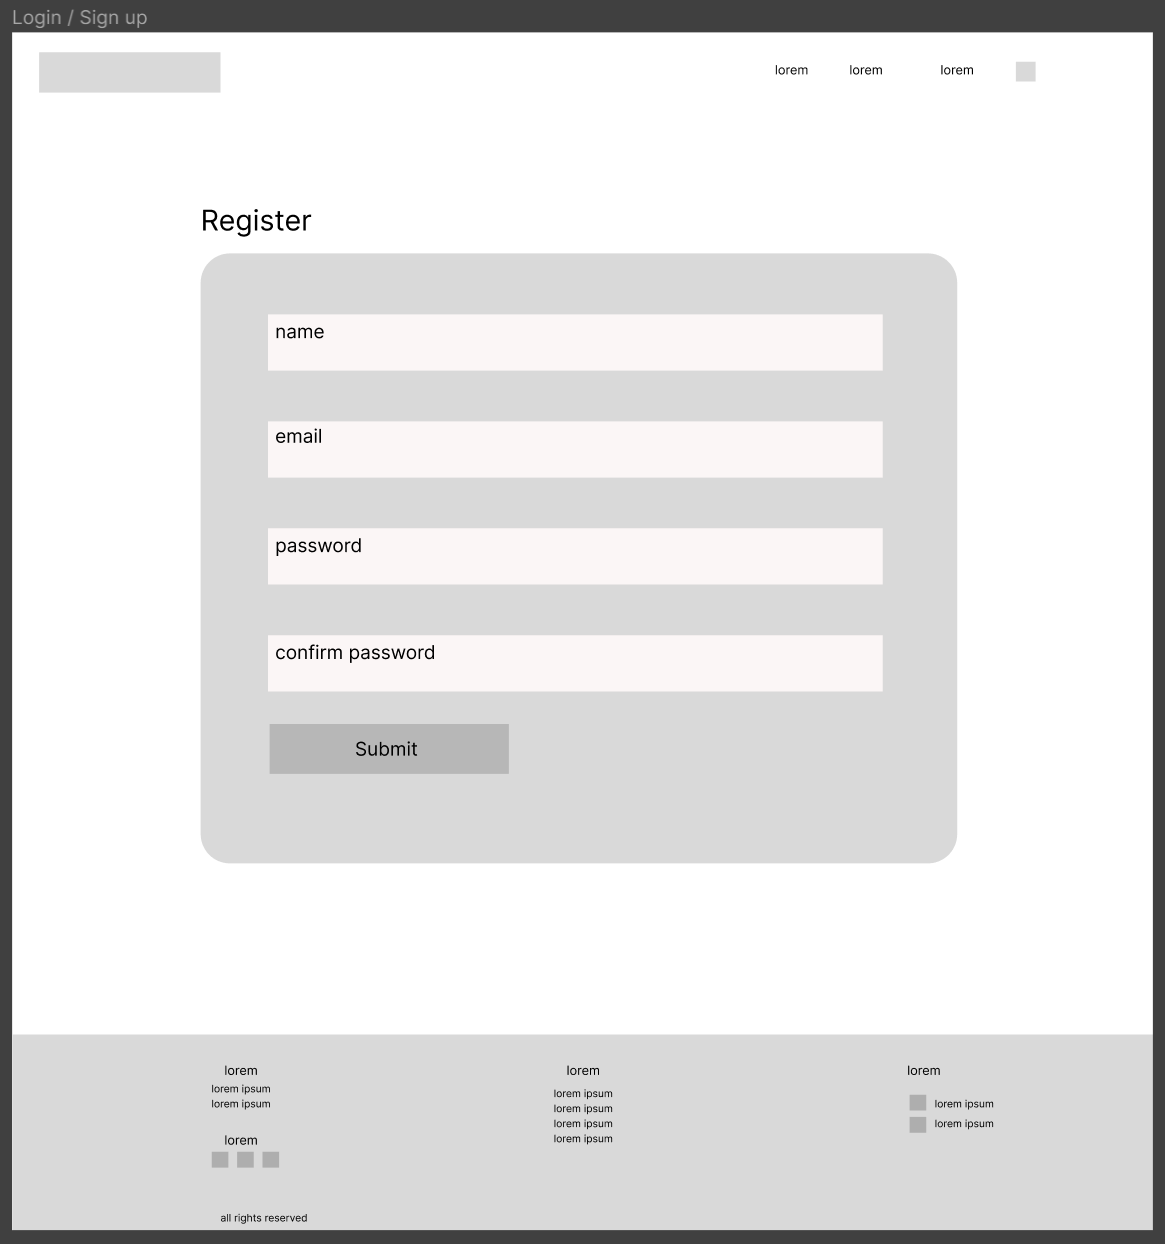 Login / Sign up
lorem lorem lorem
Register
name
email
password
confirm password
Submit
lorem
lorem ipsum
lorem ipsum
lorem
all rights reserved
lorem
lorem ipsum
lorem ipsum
lorem ipsum
lorem ipsum
lorem
lorem ipsum
lorem ipsum